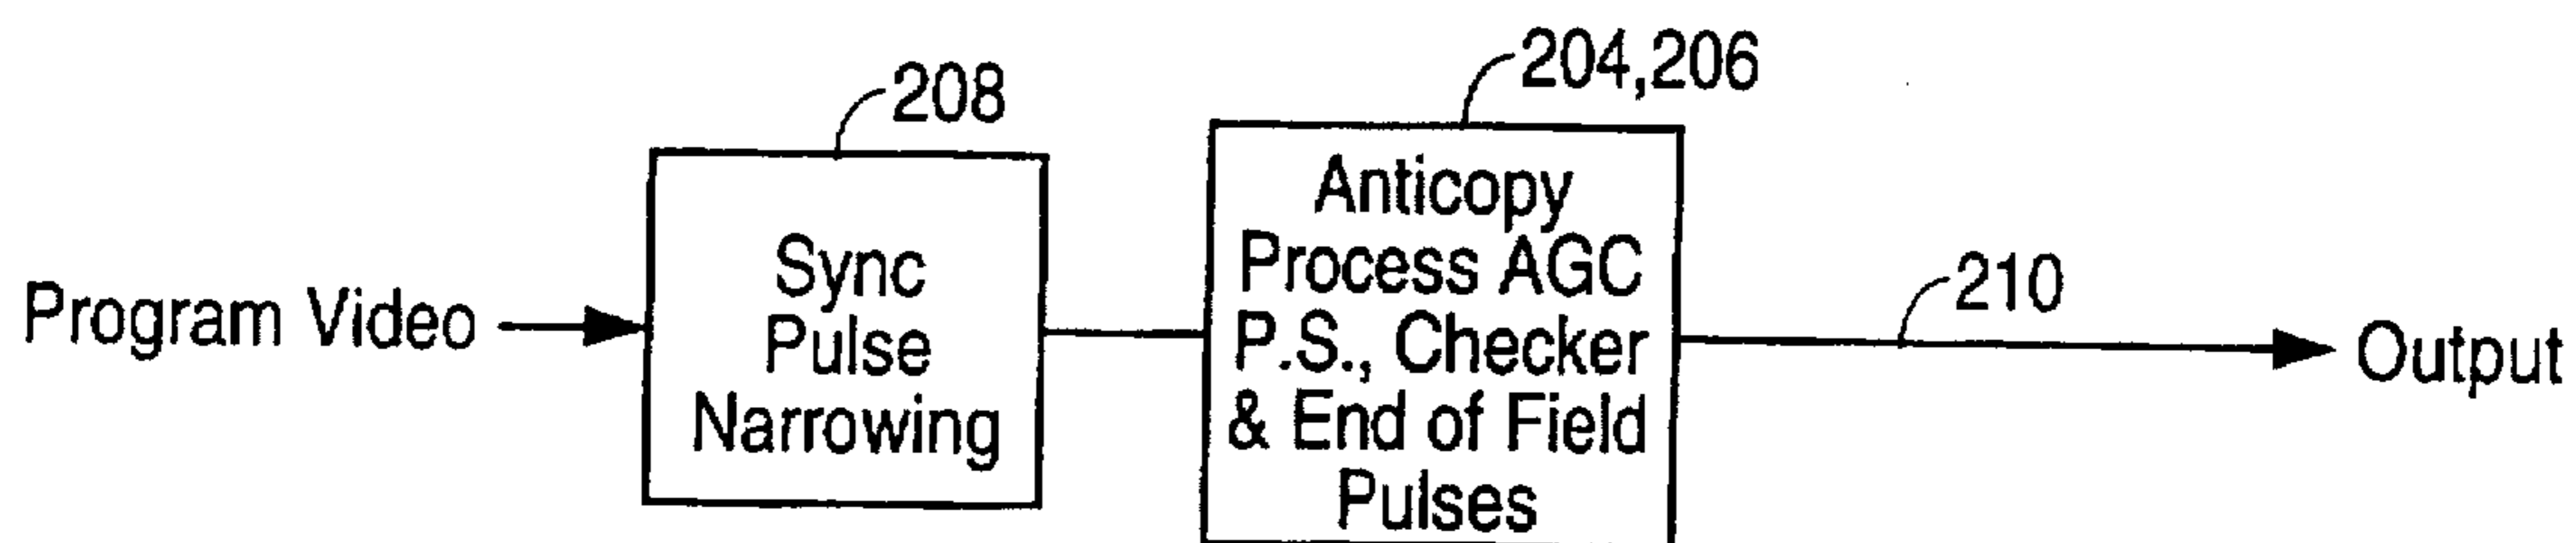 208
204,206
Program Video
Sync
Pulse
Narrowing
Anticopy
Process AGC
P.S., Checker
& End of Field
Pulses
210
Output